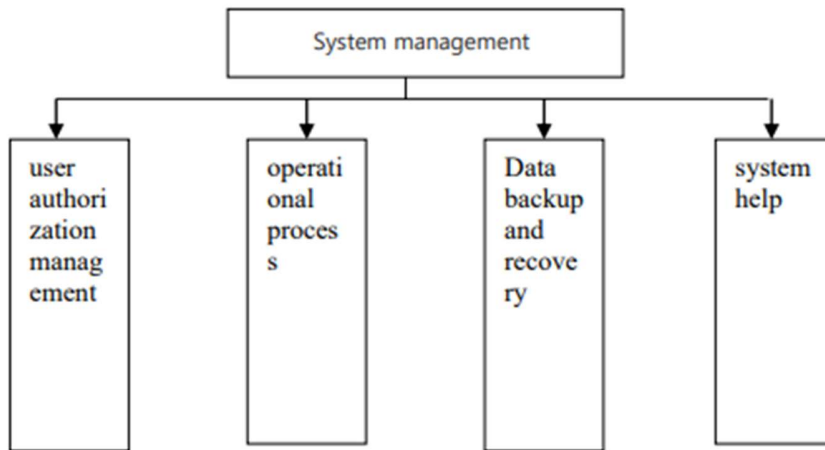 System management
user
authori
zation
manag
ement
operati
onal
proces
s
Data
backup
and
recove
ry
system
help